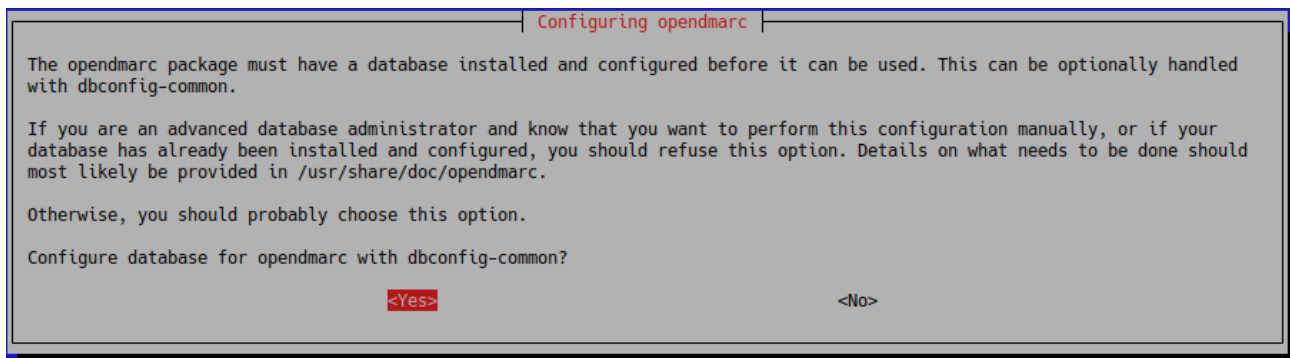 Configuring opendmarc
The opendmarc package must have a database installed and configured before it can be used. This can be optionally handled
with dbconfig-common.
If you are an advanced database administrator and know that you want to perform this configuration manually, or if your
database has already been installed and configured, you should refuse this option. Details on what needs to be done should
most likely be provided in /usr/share/doc/opendmarc.
Otherwise, you should probably choose this option.
Configure database for opendmarc with dbconfig-common?
<Yes> <No>